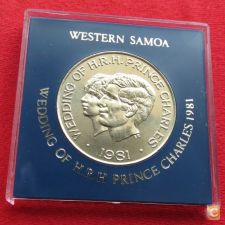 WESTERN SAMOA
WEDDING OF H.R.H. PRINCE CHARLES
· 1981 ·
WEDDING OF H.R.H PRINCE CHARLES 1981